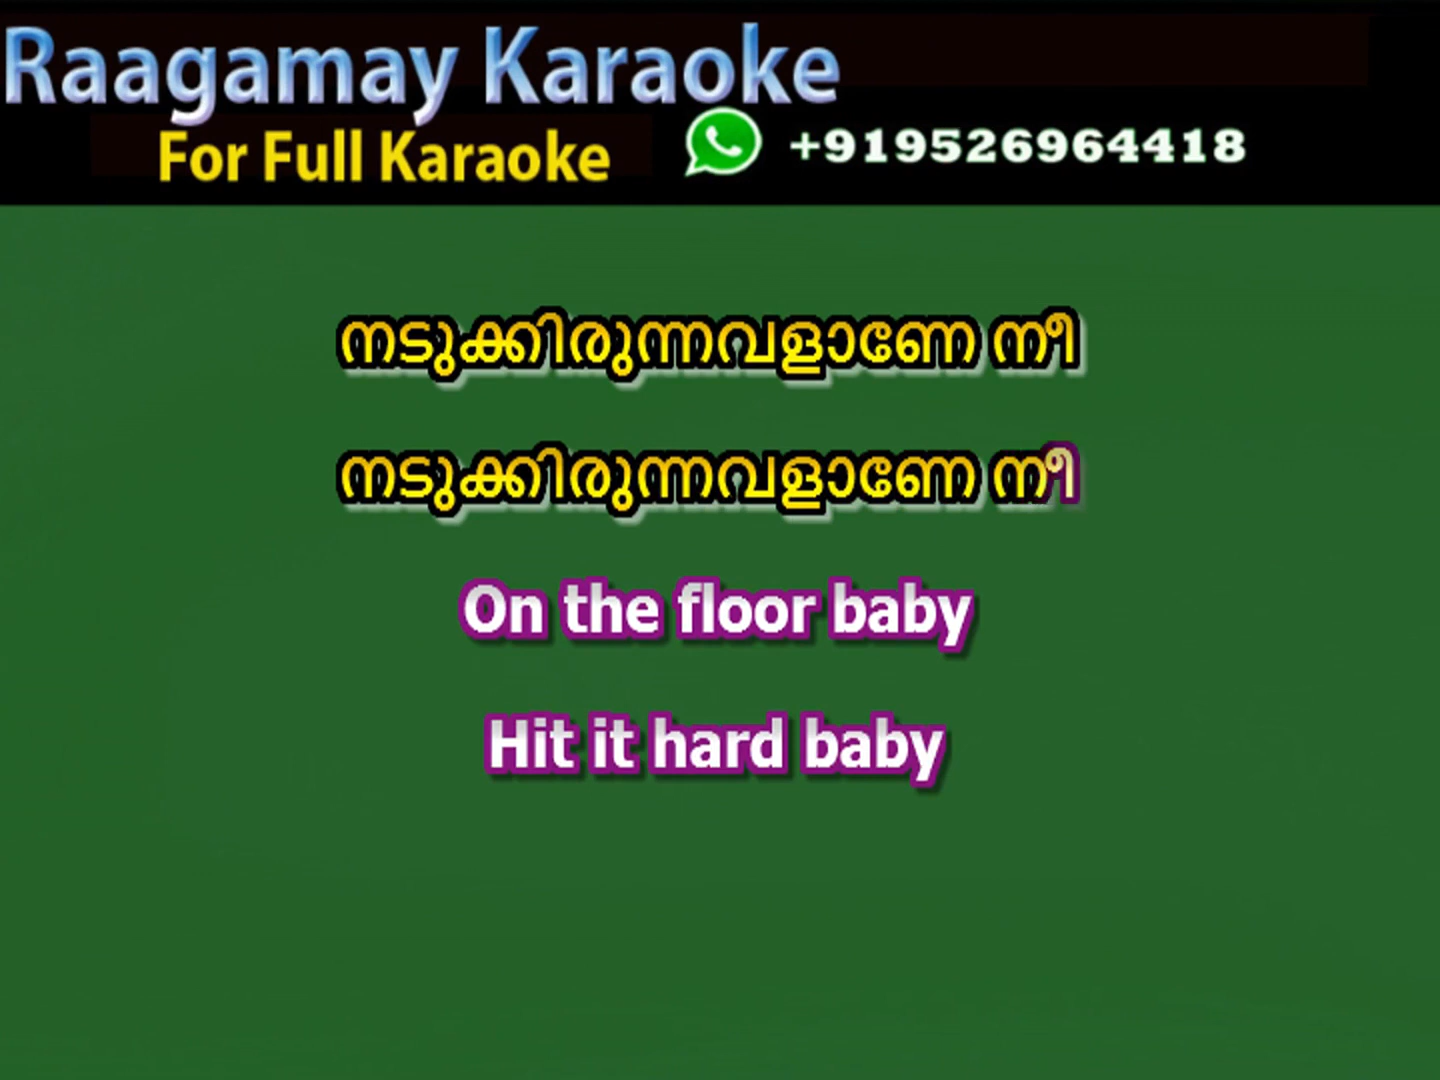 Raagamay Karaoke
For Full Karaoke +919526964418
നടുക്കിരുന്നവളാണേ നീ
നടുക്കിരുന്നവളാണേ നീ
On the floor baby
Hit it hard baby